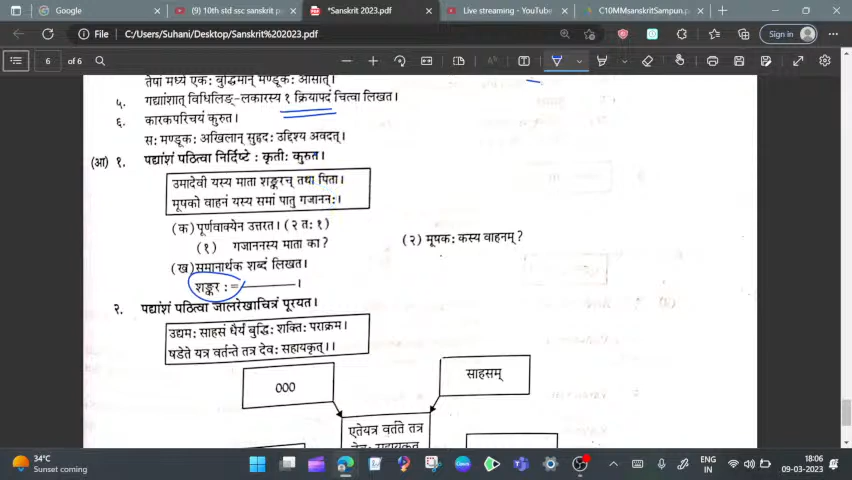 Google
(9) 10th std ssc sanskrit p
*Sanskrit 2023.pdf
Live streaming - YouTube
C10MMsanskritSampun.p
File
C:/Users/Suhani/Desktop/Sanskrit%202023.pdf
Sign in
6 of 6
तेषां मध्ये एक: बुद्धिमान् मण्डूक: आसीत्।
५. गद्यांशात् विधिलिङ्-लकारस्य १ क्रियापदं चित्वा लिखत।
६. कारकपरिचयं कुरुत।
स: मण्डूक: अखिलान् सुहृद: उद्दिश्य अवदत्।
(आ) १. पद्यांशं पठित्वा निर्दिष्टे : कृती: कुरुत।
उमादेवी यस्य माता शङ्करच् तथा पिता।
मूषको वाहनं यस्य समां पातु गजानन:।
(क) पूर्णवाक्येन उत्तरत। (२ त: १)
(१) गजाननस्य माता का? (२) मूषक: कस्य वाहनम्?
(ख) समानार्थक शब्दं लिखत।
शङ्कर : = ———— ।
२. पद्यांशं पठित्वा जालरेखाचित्रं पूरयत।
उद्यम: साहसं धैर्यं बुद्धि: शक्ति: पराक्रम।
षडेते यत्र वर्तन्ते तत्र देव: सहायकृत्।।
000
साहसम्
एतेयत्र वर्तते तत्र
देव: सहायकृत्
34°C
Sunset coming
ENG
IN
18:06
09-03-2023